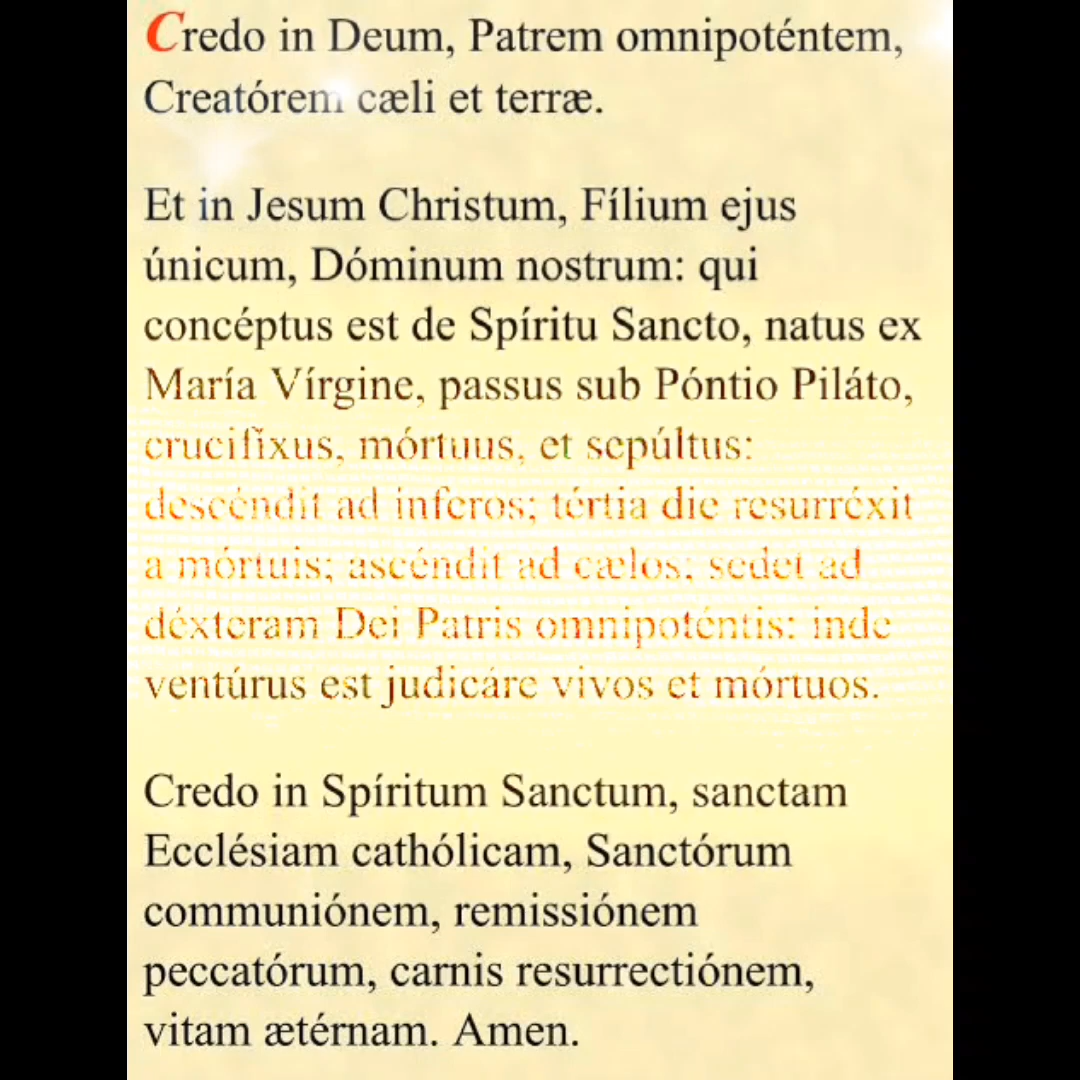 Credo in Deum, Patrem omnipoténtem,
Creatórem cæli et terræ.
Et in Jesum Christum, Fílium ejus
únicum, Dóminum nostrum: qui
concéptus est de Spíritu Sancto, natus ex
María Vírgine, passus sub Póntio Piláto,
crucifíxus, mórtuus, et sepúltus:
descéndit ad ínferos; tértia die resurréxit
a mórtuis; ascéndit ad cælos; sedet ad
déxteram Dei Patris omnipoténtis: inde
ventúrus est judicáre vivos et mórtuos.
Credo in Spíritum Sanctum, sanctam
Ecclésiam cathólicam, Sanctórum
communiónem, remissiónem
peccatórum, carnis resurrectiónem,
vitam ætérnam. Amen.